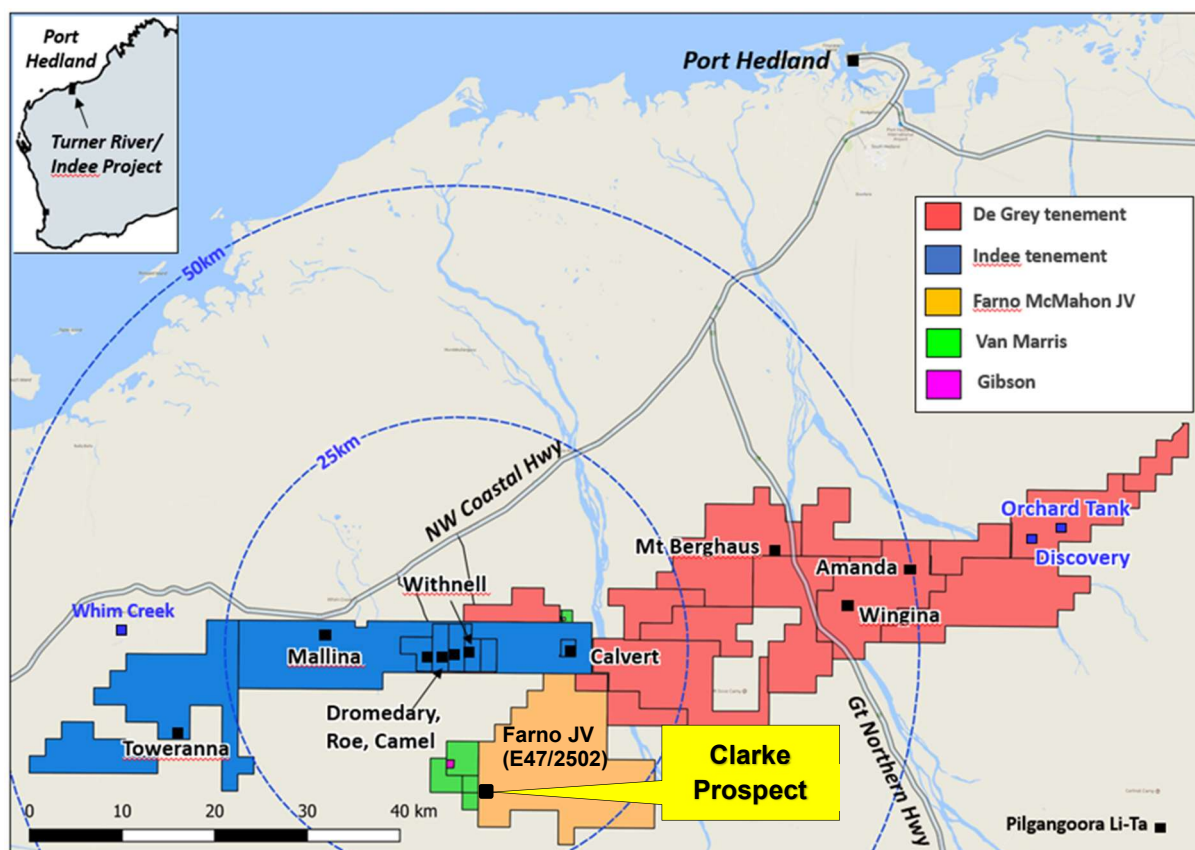 Port
Hedland
Turner River/
Indee Project
Port Hedland
De Grey tenement
Indee tenement
Farno McMahon JV
Van Marris
Gibson
50km
25km
NW Coastal Hwy
Orchard Tank
Discovery
Mt Berghaus
Amanda
Wingina
Withnell
Whim Creek
Mallina
Calvert
Dromedary,
Roe, Camel
Toweranna
Farno JV
(E47/2502)
Clarke
Prospect
Gt Northern Hwy
0 10 20 30 40 km
Pilgangoora Li-Ta